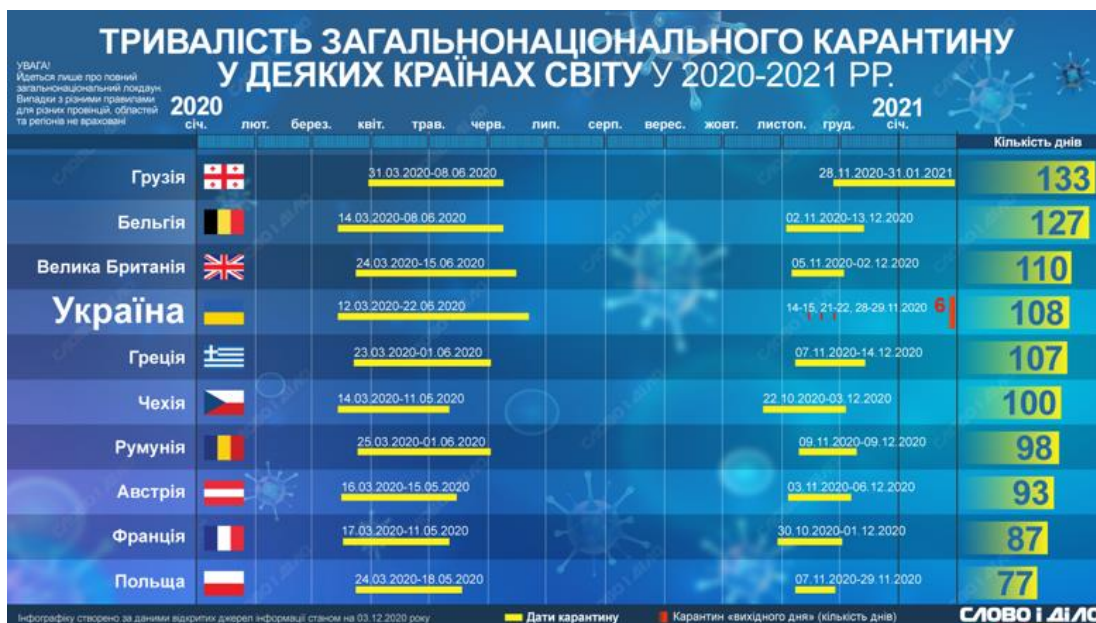 ТРИВАЛІСТЬ ЗАГАЛЬНОНАЦІОНАЛЬНОГО КАРАНТИНУ
У ДЕЯКИХ КРАЇНАХ СВІТУ У 2020-2021 РР.
УВАГА!
Йдеться лише про повний
загальнонаціональний локдаун.
Випадки з різними правилами
для різних провінцій, областей
та регіонів не враховані
2020 2021
січ. лют. берез. квіт. трав. черв. лип. серп. верес. жовт. листоп. груд. січ.
Кількість днів
Грузія 31.03.2020-08.06.2020 28.11.2020-31.01.2021 133
Бельгія 14.03.2020-08.06.2020 02.11.2020-13.12.2020 127
Велика Британія 24.03.2020-15.06.2020 05.11.2020-02.12.2020 110
Україна 12.03.2020-22.06.2020 14-15, 21-22, 28-29.11.2020 6 108
Греція 23.03.2020-01.06.2020 07.11.2020-14.12.2020 107
Чехія 14.03.2020-11.05.2020 22.10.2020-03.12.2020 100
Румунія 25.03.2020-01.06.2020 09.11.2020-09.12.2020 98
Австрія 16.03.2020-15.05.2020 03.11.2020-06.12.2020 93
Франція 17.03.2020-11.05.2020 30.10.2020-01.12.2020 87
Польща 24.03.2020-18.05.2020 07.11.2020-29.11.2020 77
Інфографіку створено за даними відкритих джерел інформації станом на 03.12.2020 року
Дати карантину
Карантин «вихідного дня» (кількість днів)
СЛОВО і ДІЛО